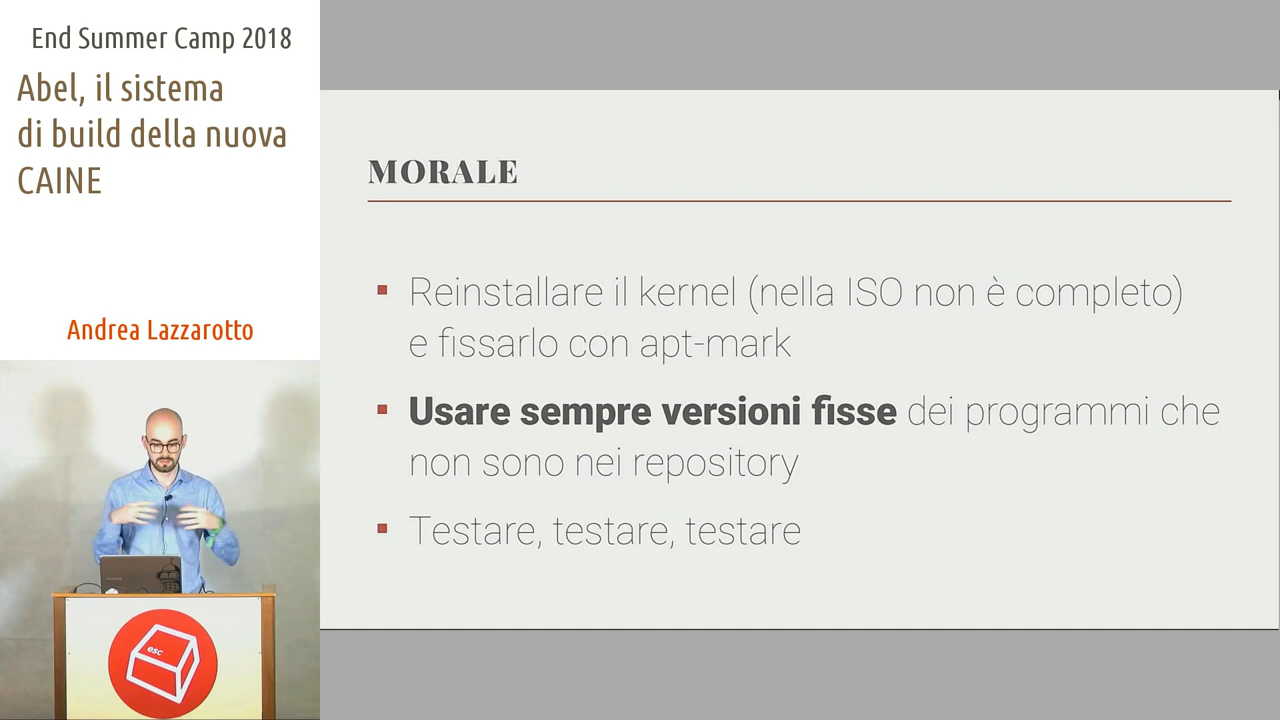 End Summer Camp 2018
Abel, il sistema
di build della nuova
CAINE
Andrea Lazzarotto
esc
MORALE
Reinstallare il kernel (nella ISO non è completo)
e fissarlo con apt-mark
Usare sempre versioni fisse dei programmi che
non sono nei repository
Testare, testare, testare